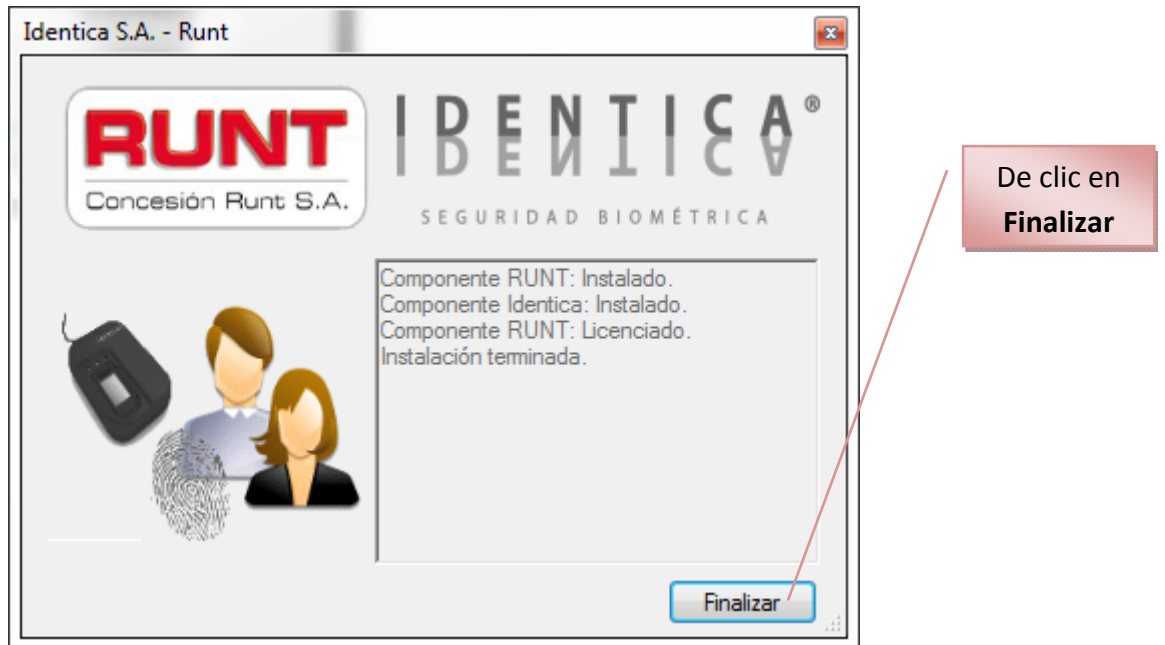 Identica S.A. - Runt
RUNT
Concesión Runt S.A.
IDENTICA®
SEGURIDAD BIOMÉTRICA
Componente RUNT: Instalado.
Componente Identica: Instalado.
Componente RUNT: Licenciado.
Instalación terminada.
Finalizar
De clic en
Finalizar